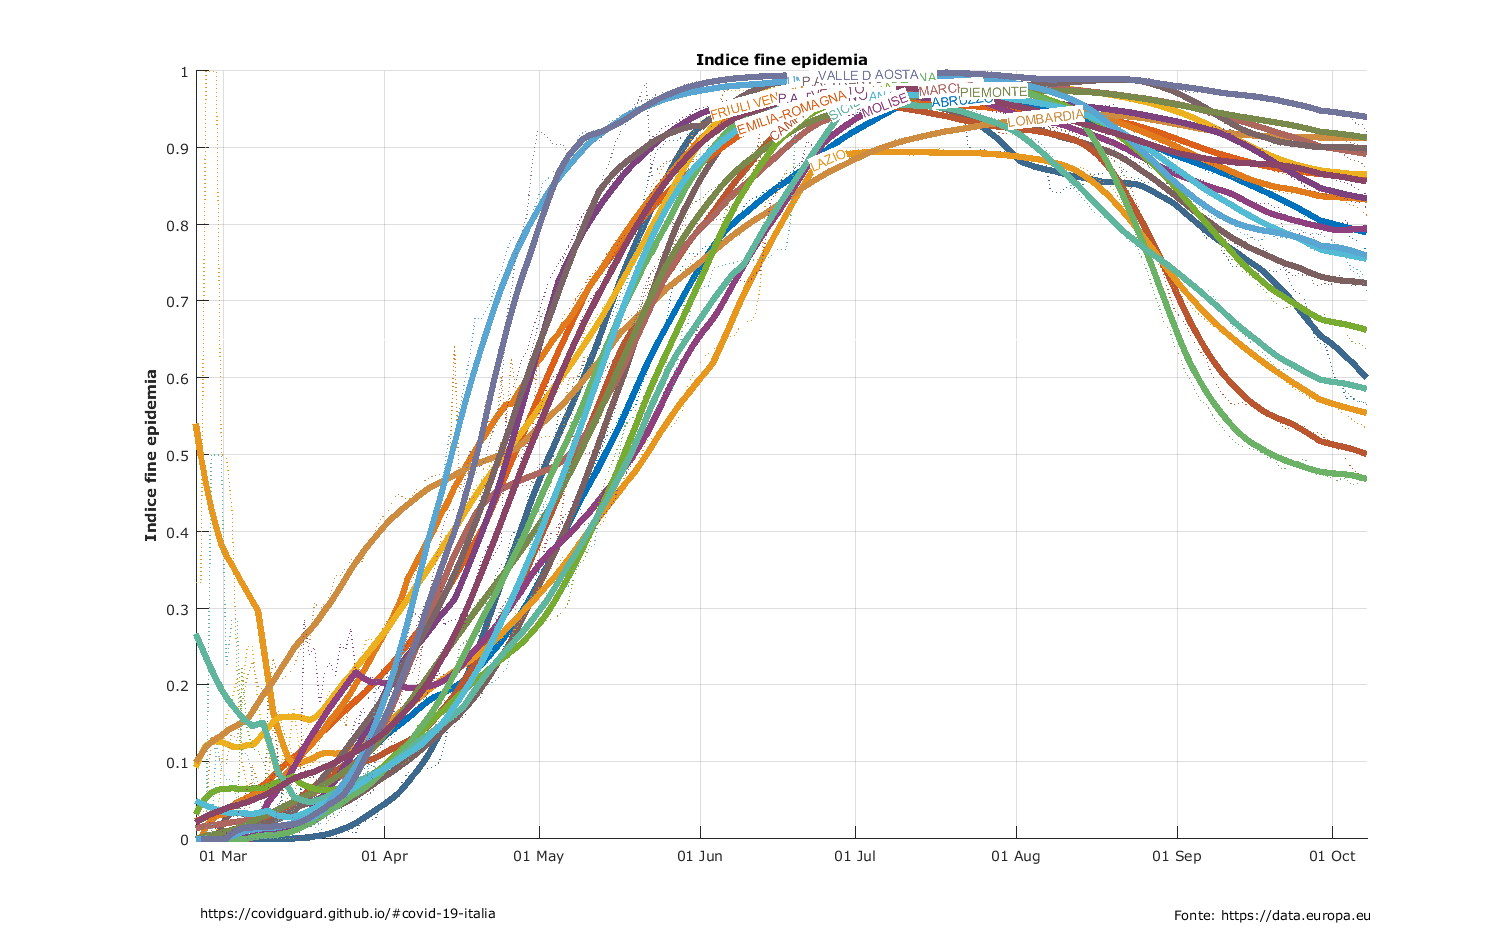 Indice fine epidemia
Indice fine epidemia
1
0.9
0.8
0.7
0.6
0.5
0.4
0.3
0.2
0.1
0
VALLE D AOSTA
PIEMONTE
FRIULI VEN
EMILIA-ROMAGNA
MOLISE
MARC
ABRUZZO
LOMBARDIA
LAZIO
01 Mar
01 Apr
01 May
01 Jun
01 Jul
01 Aug
01 Sep
01 Oct
https://covidguard.github.io/#covid-19-italia
Fonte: https://data.europa.eu